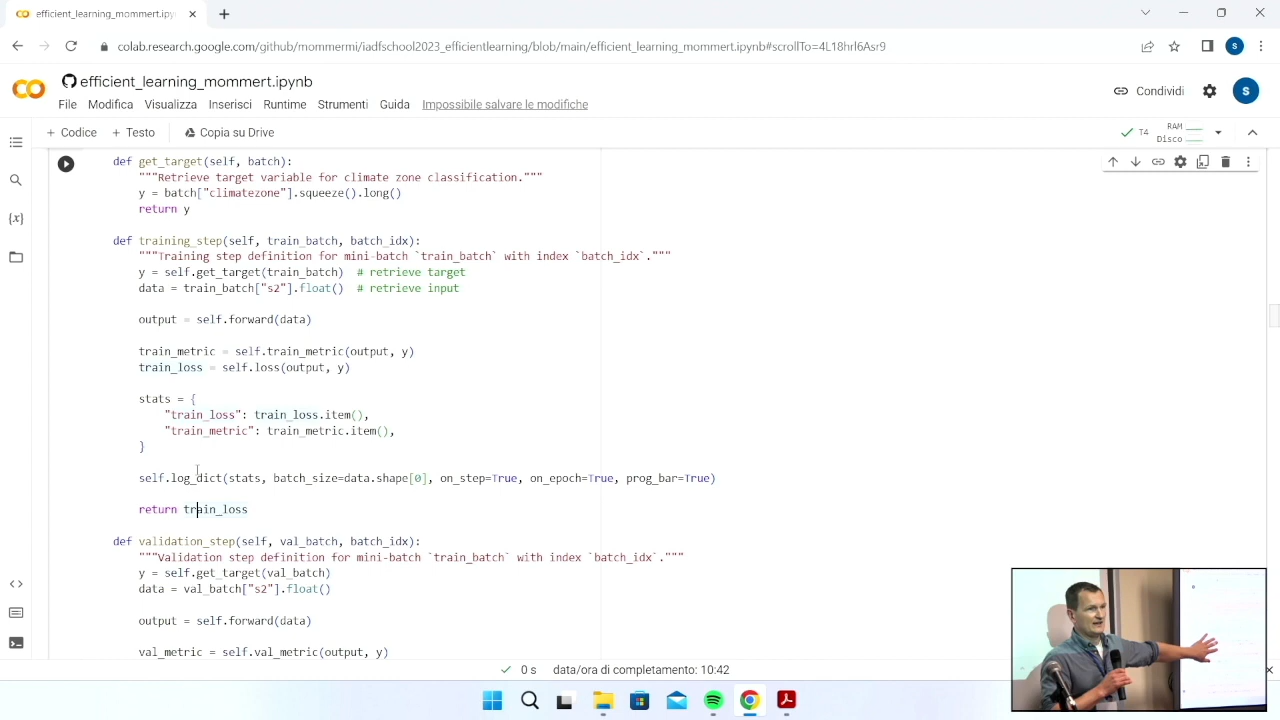 efficient_learning_mommert.ipy
colab.research.google.com/github/mommermi/iadfschool2023_efficientlearning/blob/main/efficient_learning_mommert.ipynb#scrollTo=4L18hrl6Asr9
S
efficient_learning_mommert.ipynb
File Modifica Visualizza Inserisci Runtime Strumenti Guida Impossibile salvare le modifiche
Condividi
S
+ Codice + Testo Copia su Drive
T4 RAM
Disco
def get_target(self, batch):
"""Retrieve target variable for climate zone classification."""
y = batch["climatezone"].squeeze().long()
return y
def training_step(self, train_batch, batch_idx):
"""Training step definition for mini-batch `train_batch` with index `batch_idx`."""
y = self.get_target(train_batch)  # retrieve target
data = train_batch["s2"].float()  # retrieve input
output = self.forward(data)
train_metric = self.train_metric(output, y)
train_loss = self.loss(output, y)
stats = {
"train_loss": train_loss.item(),
"train_metric": train_metric.item(),
}
self.log_dict(stats, batch_size=data.shape[0], on_step=True, on_epoch=True, prog_bar=True)
return train_loss
def validation_step(self, val_batch, batch_idx):
"""Validation step definition for mini-batch `train_batch` with index `batch_idx`."""
y = self.get_target(val_batch)
data = val_batch["s2"].float()
output = self.forward(data)
val_metric = self.val_metric(output, y)
0 s data/ora di completamento: 10:42